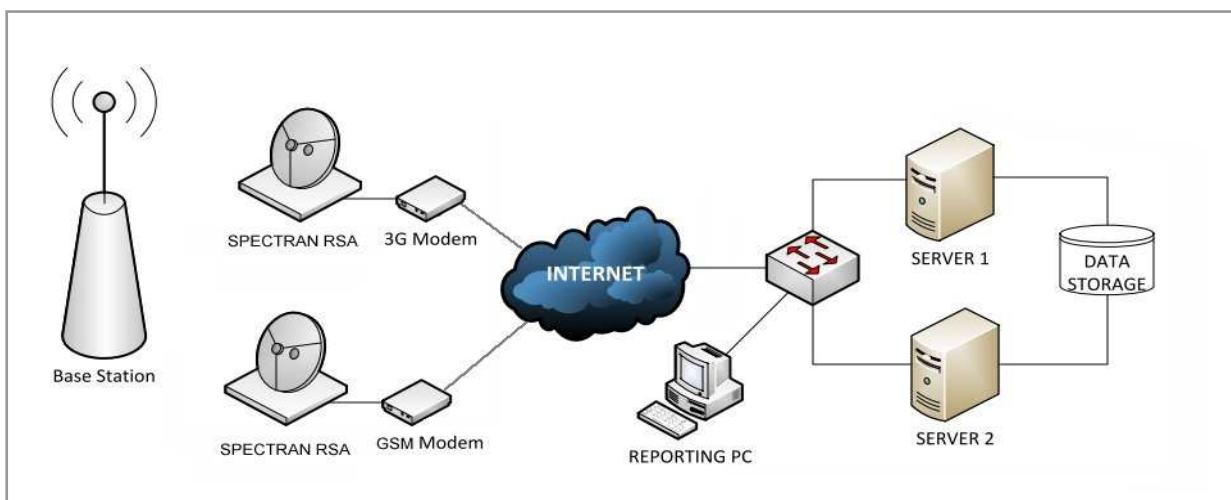 Base Station
SPECTRAN RSA
3G Modem
SPECTRAN RSA
GSM Modem
INTERNET
REPORTING PC
SERVER 1
SERVER 2
DATA
STORAGE